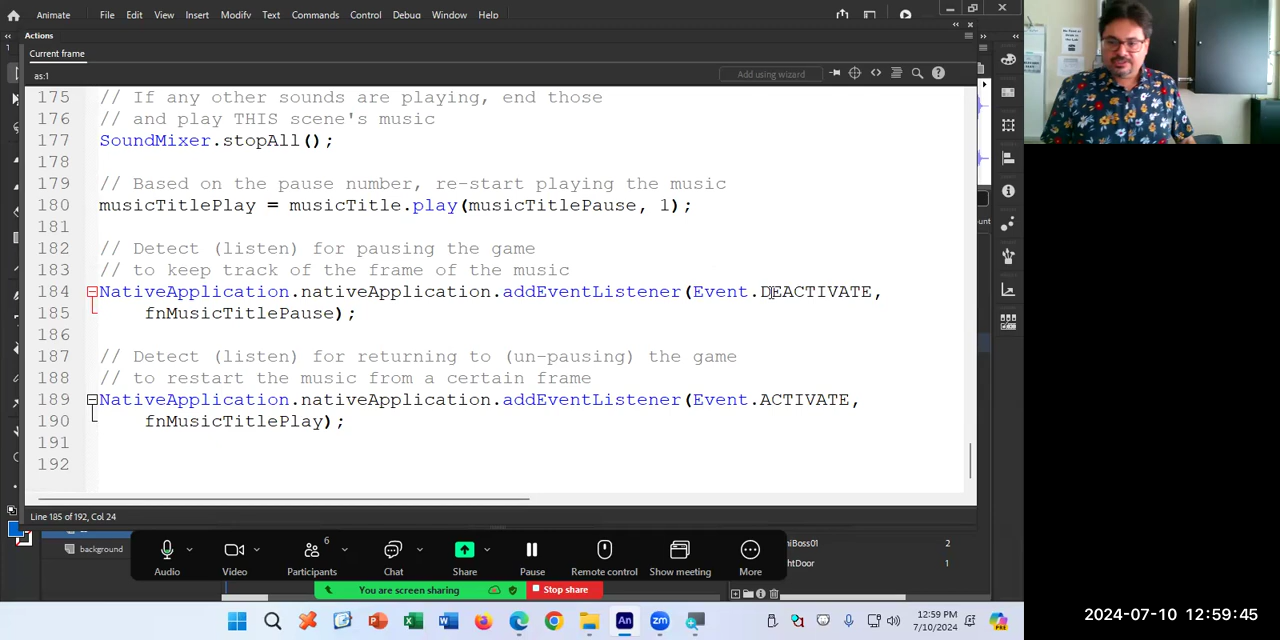 Animate File Edit View Insert Modify Text Commands Control Debug Window Help
Actions
Current frame
as:1
Add using wizard
175 // If any other sounds are playing, end those
176 // and play THIS scene's music
177 SoundMixer.stopAll();
178
179 // Based on the pause number, re-start playing the music
180 musicTitlePlay = musicTitle.play(musicTitlePause, 1);
181
182 // Detect (listen) for pausing the game
183 // to keep track of the frame of the music
184 NativeApplication.nativeApplication.addEventListener(Event.DEACTIVATE,
185 fnMusicTitlePause);
186
187 // Detect (listen) for returning to (un-pausing) the game
188 // to restart the music from a certain frame
189 NativeApplication.nativeApplication.addEventListener(Event.ACTIVATE,
190 fnMusicTitlePlay);
191
192
Line 185 of 192, Col 24
background
niBoss01 2
htDoor 1
6
Audio Video Participants Chat Share Pause Remote control Show meeting More
You are screen sharing Stop share
12:59 PM
7/10/2024
2024-07-10 12:59:45